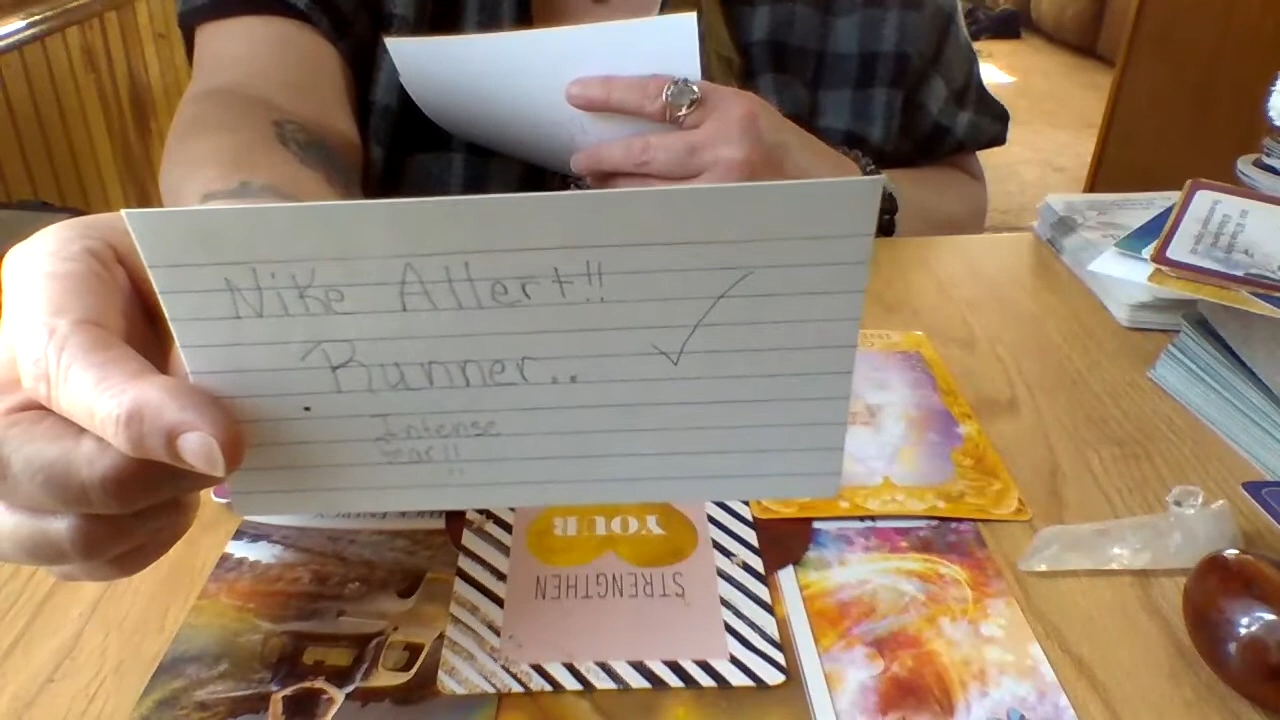 Nike Allert!!
Runner..
Intense
fear!!
YOUR
STRENGTHEN